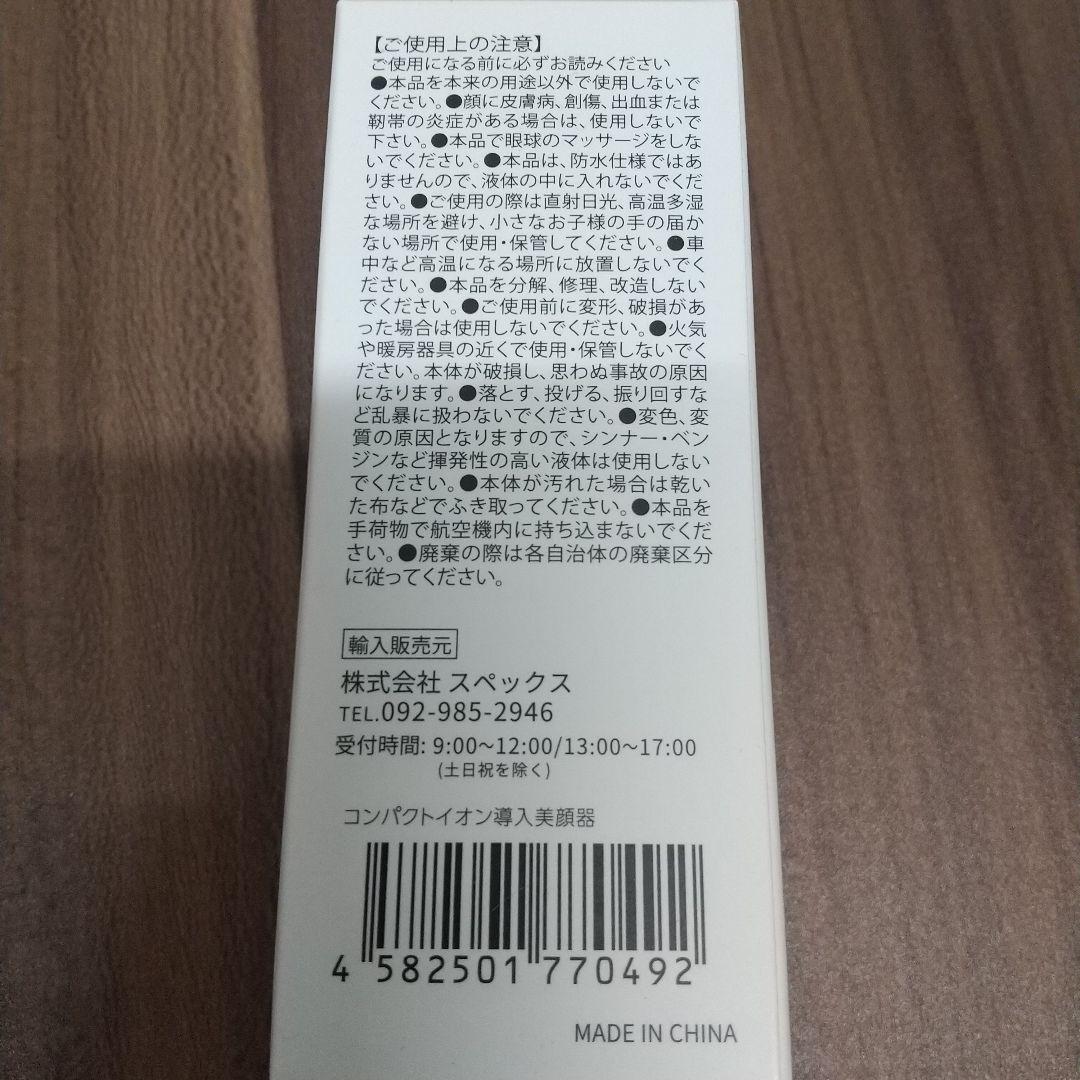 【ご使用上の注意】
ご使用になる前に必ずお読みください
●本品を本来の用途以外で使用しないで
ください。●顔に皮膚病、創傷、出血または
靭帯の炎症がある場合は、使用しないで
下さい。●本品で眼球のマッサージをしな
いでください。●本品は、防水仕様ではあ
りませんので、液体の中に入れないでくだ
さい。●ご使用の際は直射日光、高温多湿
な場所を避け、小さなお子様の手の届か
ない場所で使用・保管してください。●車
中など高温になる場所に放置しないでく
ださい。●本品を分解、修理、改造しない
でください。●ご使用前に変形、破損があ
った場合は使用しないでください。●火気
や暖房器具の近くで使用・保管しないでく
ださい。本体が破損し、思わぬ事故の原因
になります。●落とす、投げる、振り回すな
ど乱暴に扱わないでください。●変色、変
質の原因となりますので、シンナー・ベン
ジンなど揮発性の高い液体は使用しない
でください。●本体が汚れた場合は乾い
た布などでふき取ってください。●本品を
手荷物で航空機内に持ち込まないでくだ
さい。●廃棄の際は各自治体の廃棄区分
に従ってください。
輸入販売元
株式会社 スペックス
TEL.092-985-2946
受付時間: 9:00〜12:00/13:00〜17:00
(土日祝を除く)
コンパクトイオン導入美顔器
4 582501 770492
MADE IN CHINA